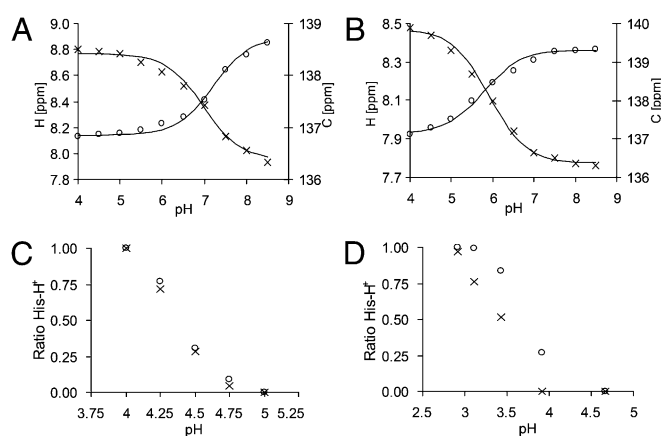 A
9.0
8.8
8.6
8.4
8.2
8.0
7.8
H [ppm]
139
138
137
136
C [ppm]
4 5 6 7 8 9
pH
B
8.5
8.3
8.1
7.9
7.7
H [ppm]
140
139
138
137
136
C [ppm]
4 5 6 7 8 9
pH
C
1.00
0.75
0.50
0.25
0.00
Ratio His-H⁺
3.75 4 4.25 4.5 4.75 5 5.25
pH
D
1.00
0.75
0.50
0.25
0.00
Ratio His-H⁺
2.5 3 3.5 4 4.5 5
pH